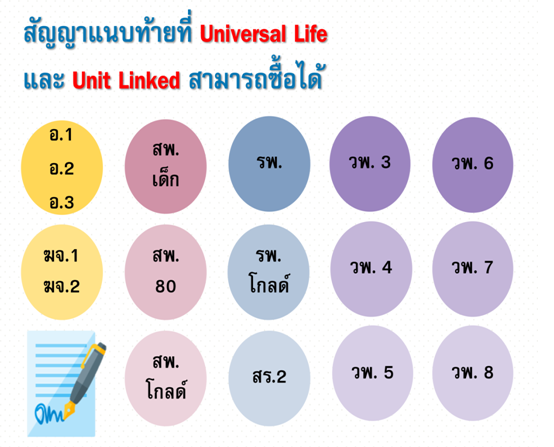 สัญญาแนบท้ายที่ Universal Life
และ Unit Linked สามารถซื้อได้
อ.1
อ.2
อ.3
สพ.
เด็ก
รพ.
วพ. 3
วพ. 6
ฆจ.1
ฆจ.2
สพ.
80
รพ.
โกลด์
วพ. 4
วพ. 7
สพ.
โกลด์
สร.2
วพ. 5
วพ. 8